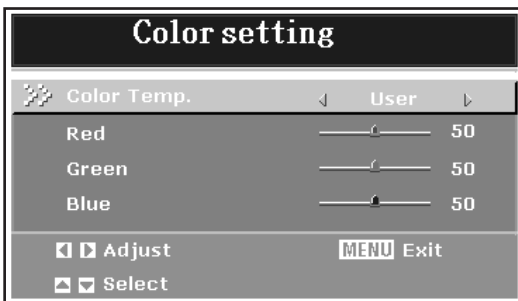 Color setting
Color Temp. User
Red 50
Green 50
Blue 50
Adjust MENU Exit
Select